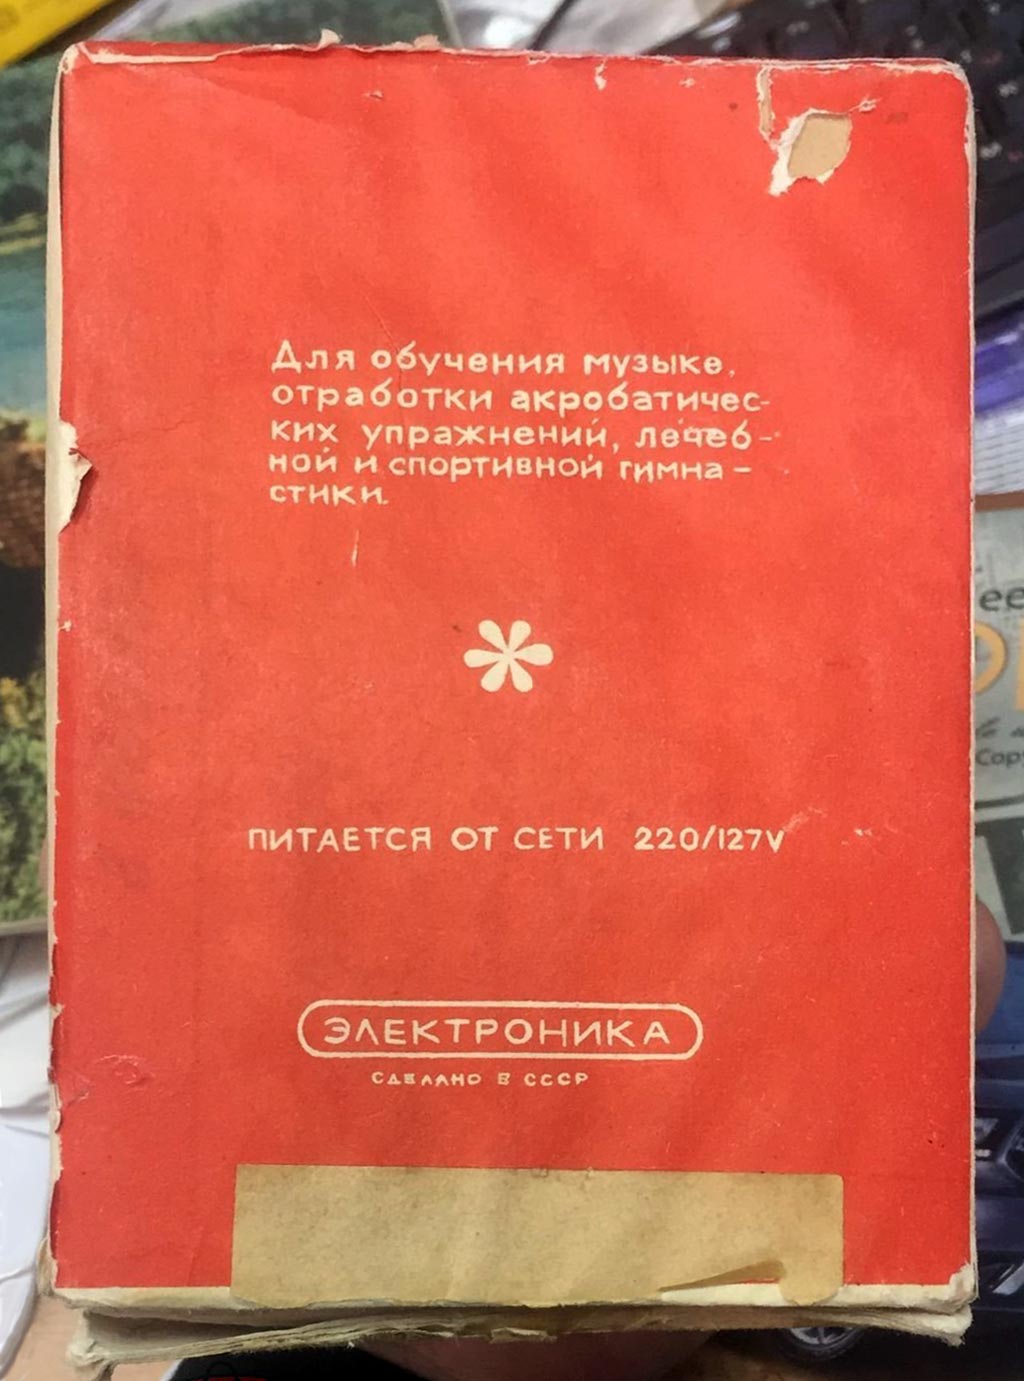 Для обучения музыке,
отработки акробатичес-
ких упражнений, лечеб-
ной и спортивной гимна-
стики.
ПИТАЕТСЯ ОТ СЕТИ 220/127V
ЭЛЕКТРОНИКА
СДЕЛАНО В СССР